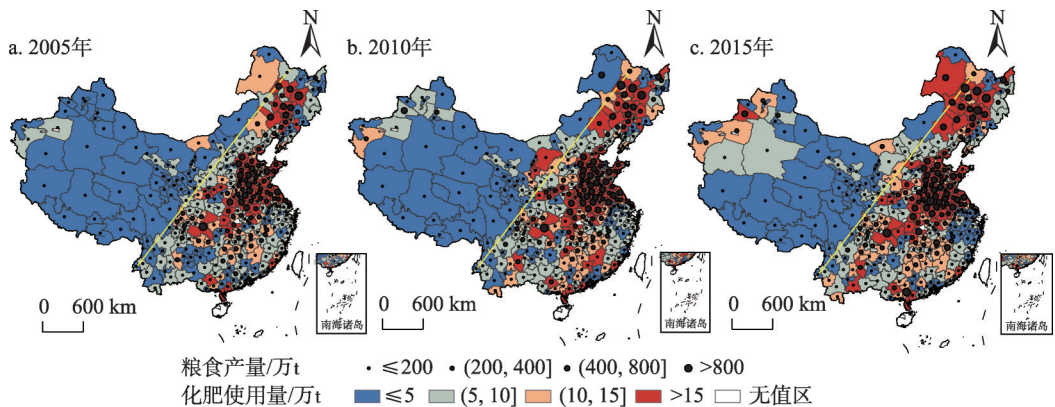 N
N
N
a. 2005年
b. 2010年
c. 2015年
0 600 km
南海诸岛
0 600 km
南海诸岛
0 600 km
南海诸岛
粮食产量/万t ≤200 (200, 400] (400, 800] >800
化肥使用量/万t ≤5 (5, 10] (10, 15] >15 无值区